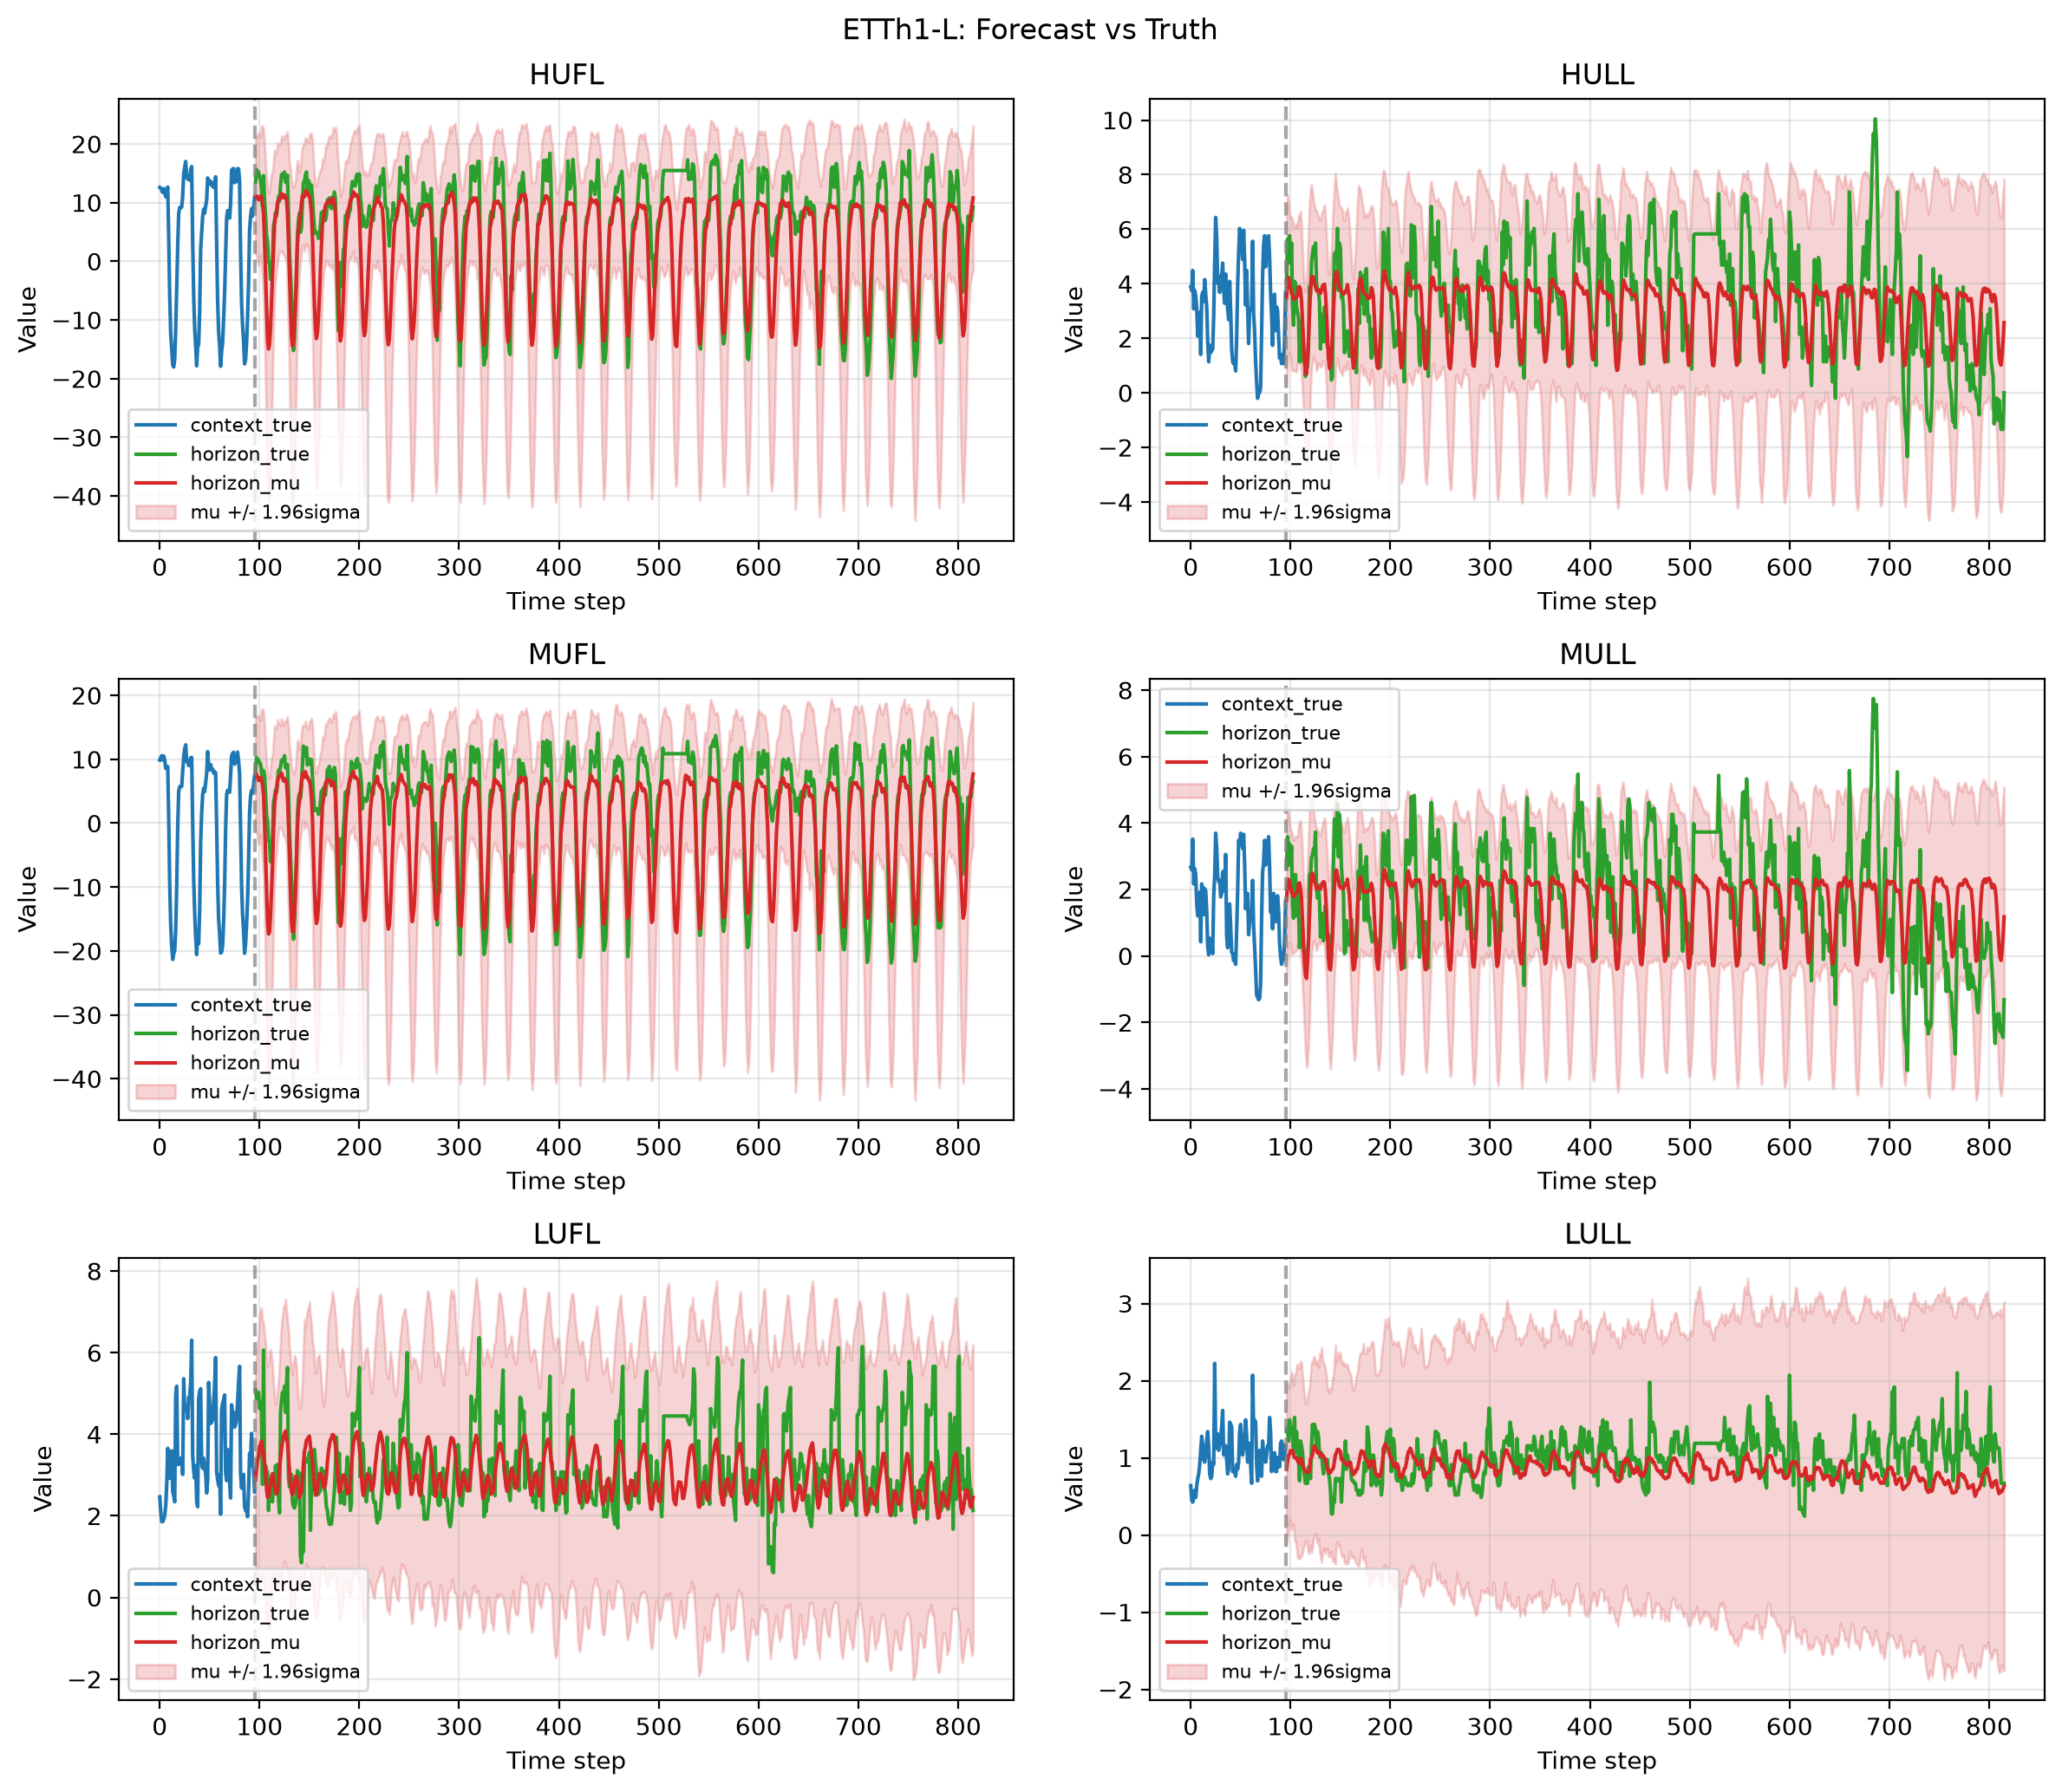 ETTh1-L: Forecast vs Truth
HUFL
Value
20
10
0
−10
−20
−30
−40
context_true
horizon_true
horizon_mu
mu +/- 1.96sigma
0 100 200 300 400 500 600 700 800
Time step
HULL
Value
10
8
6
4
2
0
−2
−4
context_true
horizon_true
horizon_mu
mu +/- 1.96sigma
0 100 200 300 400 500 600 700 800
Time step
MUFL
Value
20
10
0
−10
−20
−30
−40
context_true
horizon_true
horizon_mu
mu +/- 1.96sigma
0 100 200 300 400 500 600 700 800
Time step
MULL
Value
8
6
4
2
0
−2
−4
context_true
horizon_true
horizon_mu
mu +/- 1.96sigma
0 100 200 300 400 500 600 700 800
Time step
LUFL
Value
8
6
4
2
0
−2
context_true
horizon_true
horizon_mu
mu +/- 1.96sigma
0 100 200 300 400 500 600 700 800
Time step
LULL
Value
3
2
1
0
−1
−2
context_true
horizon_true
horizon_mu
mu +/- 1.96sigma
0 100 200 300 400 500 600 700 800
Time step